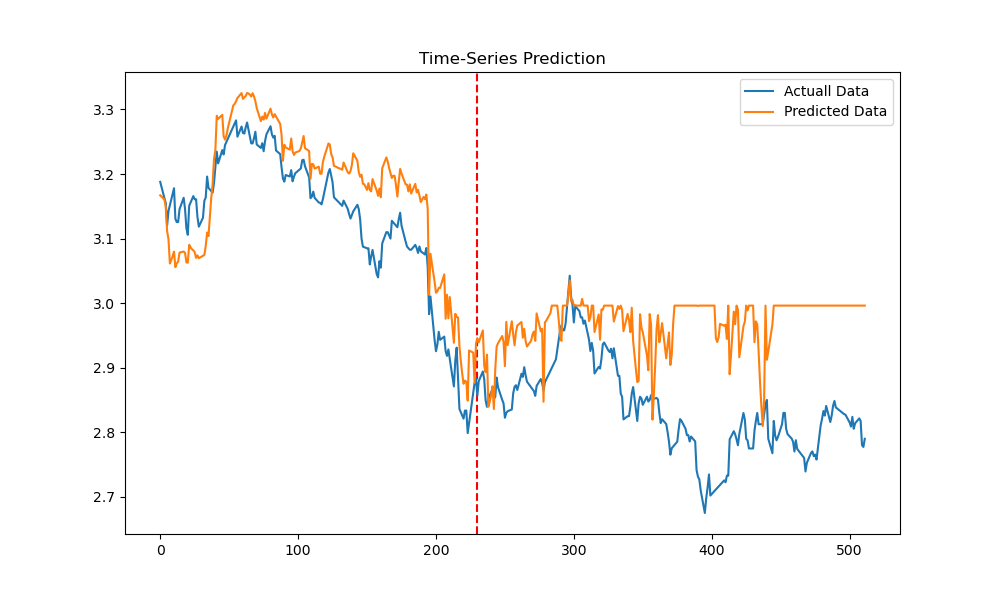 Time-Series Prediction
Actuall Data
Predicted Data
3.3
3.2
3.1
3.0
2.9
2.8
2.7
0 100 200 300 400 500